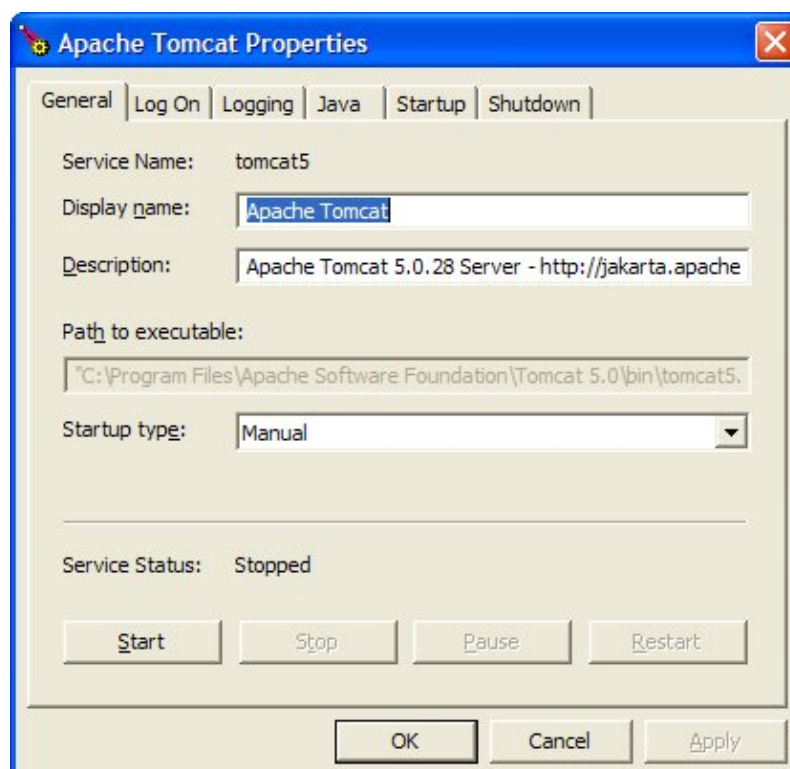 Apache Tomcat Properties
General Log On Logging Java Startup Shutdown
Service Name: tomcat5
Display name: Apache Tomcat
Description: Apache Tomcat 5.0.28 Server - http://jakarta.apache
Path to executable:
"C:\Program Files\Apache Software Foundation\Tomcat 5.0\bin\tomcat5.
Startup type: Manual
Service Status: Stopped
Start Stop Pause Restart
OK Cancel Apply